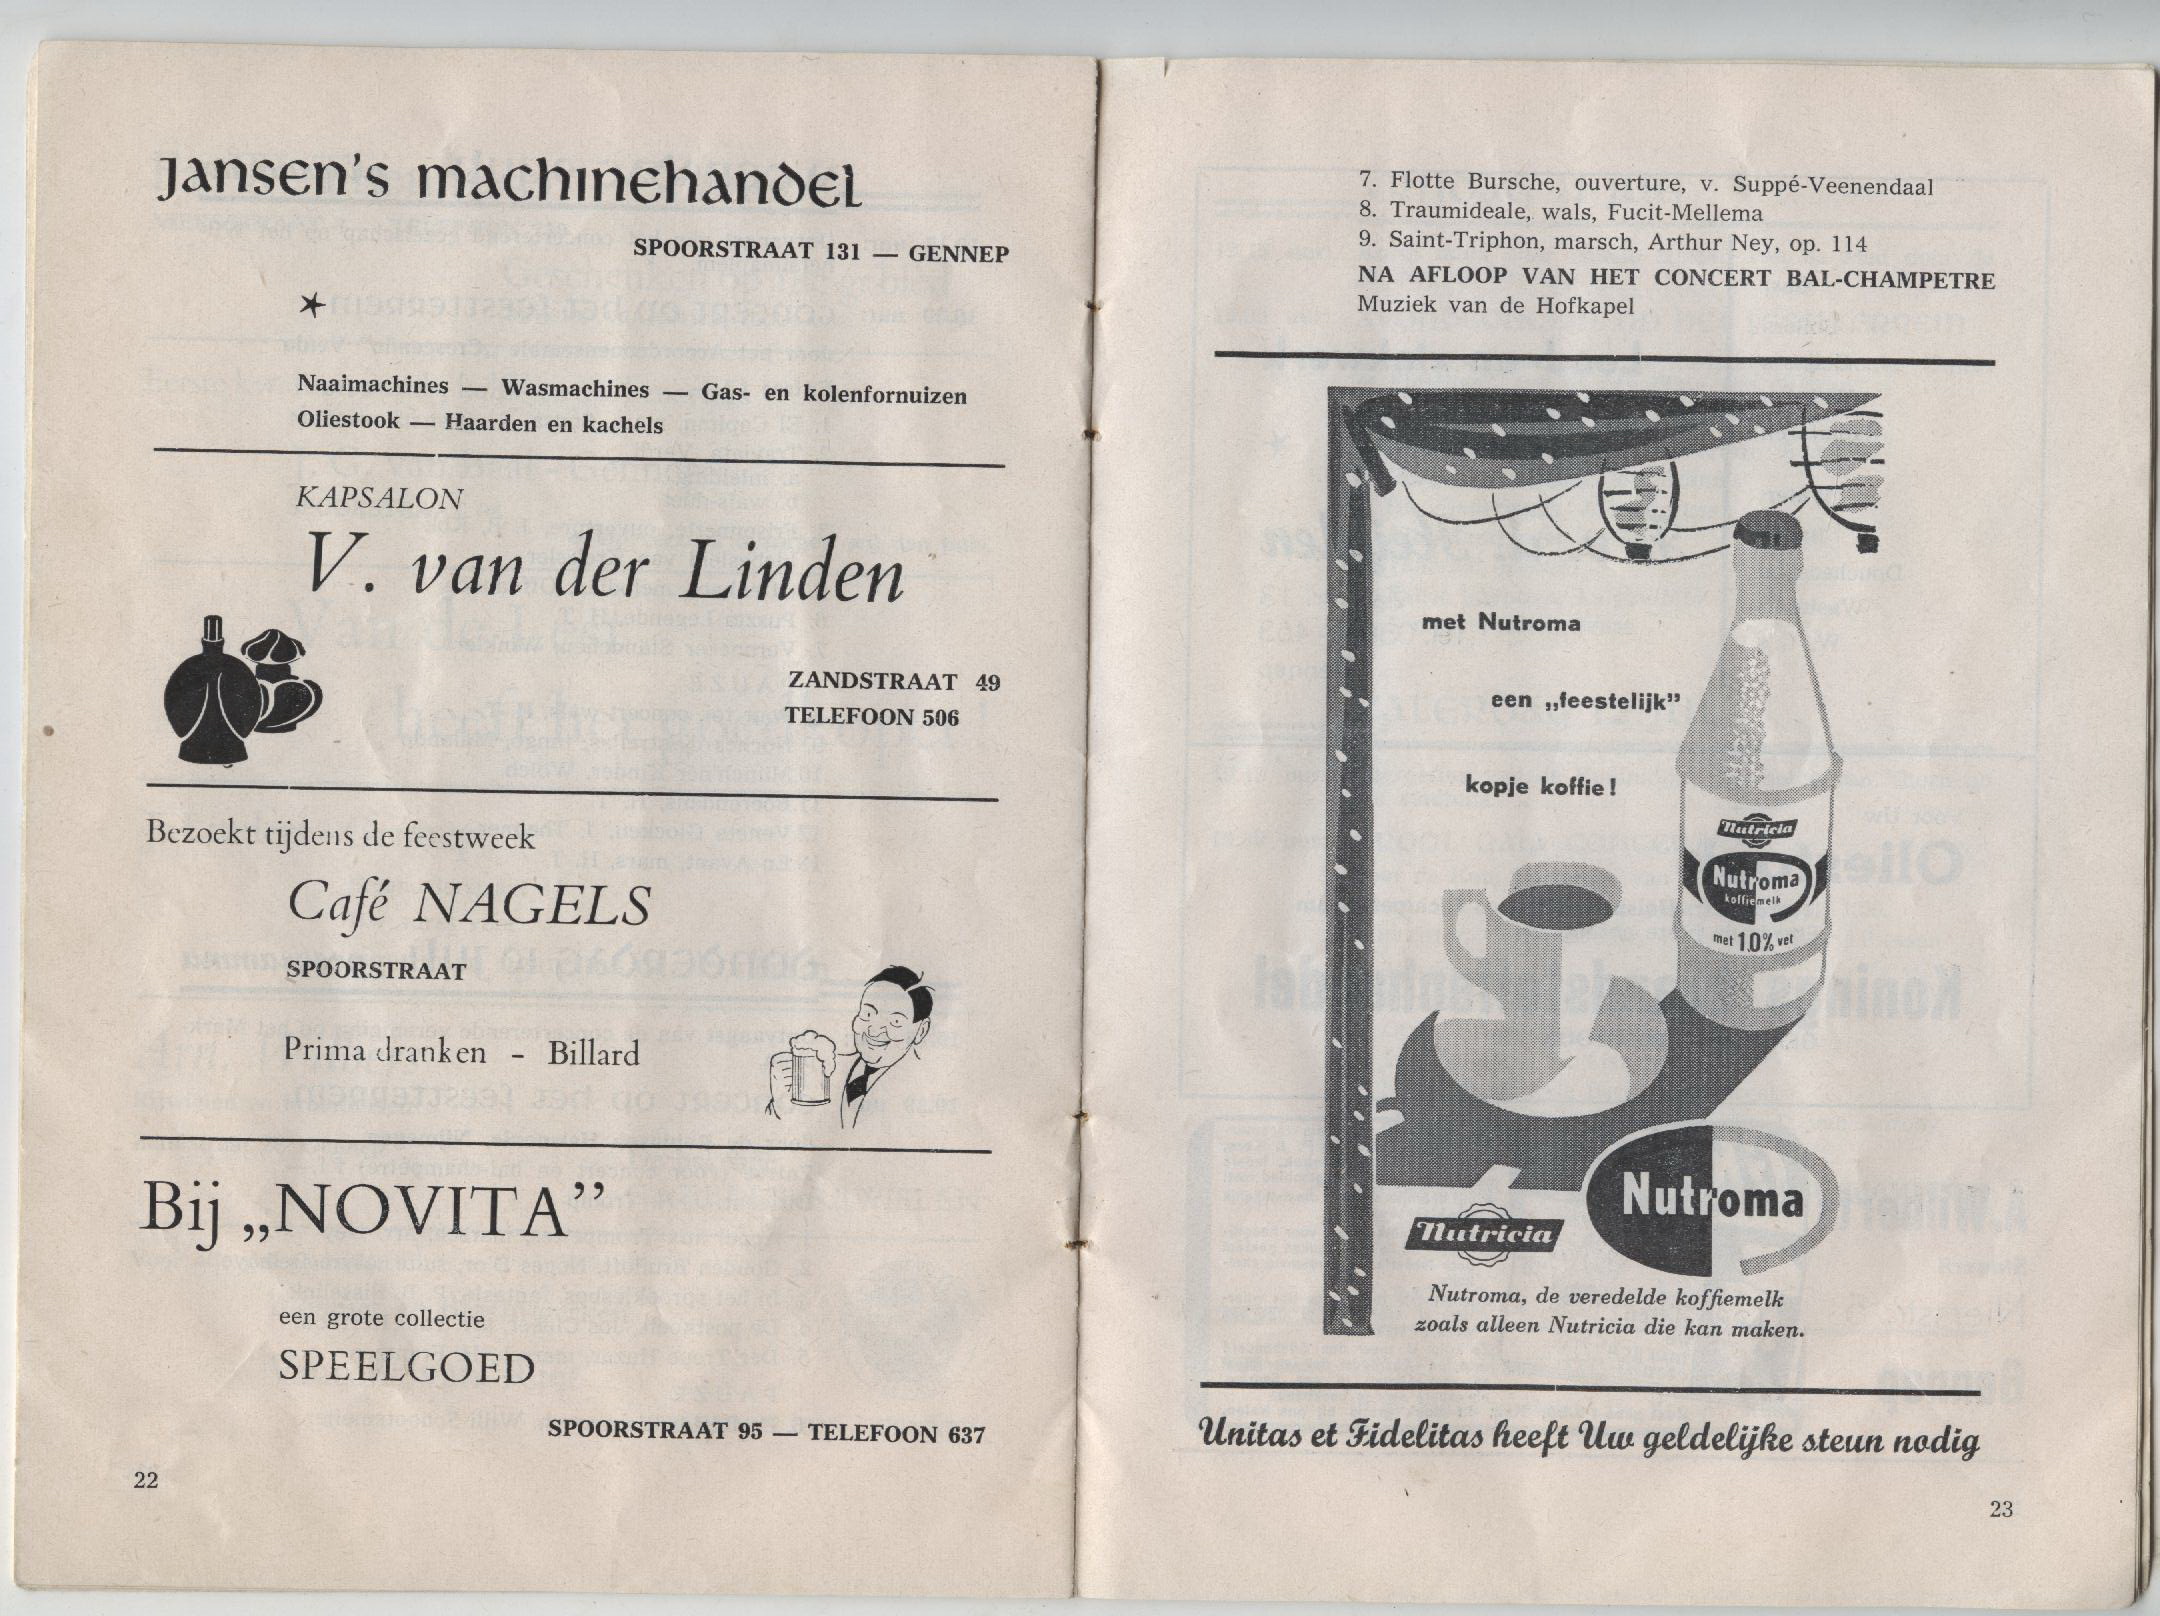 Jansen's machinehandel
SPOORSTRAAT 131 — GENNEP
Naaimachines — Wasmachines — Gas- en kolenfornuizen
Oliestook — Haarden en kachels
KAPSALON
V. van der Linden
ZANDSTRAAT 49
TELEFOON 506
Bezoekt tijdens de feestweek
Café NAGELS
SPOORSTRAAT
Prima dranken - Billard
Bij „NOVITA”
een grote collectie
SPEELGOED
SPOORSTRAAT 95 — TELEFOON 637
22
7. Flotte Bursche, ouverture, v. Suppé-Veenendaal
8. Traumideale, wals, Fucit-Mellema
9. Saint-Triphon, marsch, Arthur Ney, op. 114
NA AFLOOP VAN HET CONCERT BAL-CHAMPETRE
Muziek van de Hofkapel
met Nutroma
een „feestelijk”
kopje koffie!
Nutricia
Nutroma
koffiemelk
met 10% vet
Nutricia
Nutroma
Nutroma, de veredelde koffiemelk
zoals alleen Nutricia die kan maken.
Unitas et Fidelitas heeft Uw geldelijke steun nodig
23